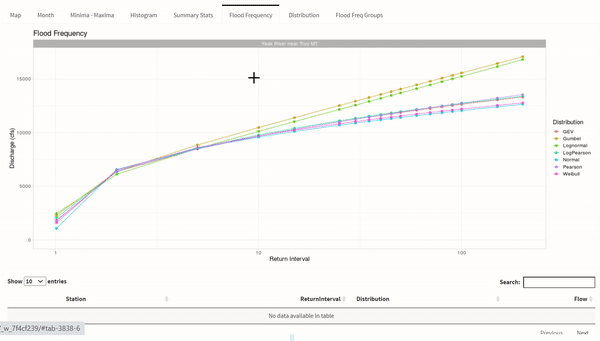 Map Month Minima - Maxima Histogram Summary Stats Flood Frequency Distribution Flood Freq Groups
Flood Frequency
Yaak River near Troy MT
15000
10000
5000
0
Discharge (cfs)
1 10 100
Return Interval
Distribution
GEV
Gumbel
Lognormal
LogPearson
Normal
Pearson
Weibull
Show 10 entries
Search:
Station ReturnInterval Distribution Flow
No data available in table
_w_7f4cf239/#tab-3838-6
Previous Next